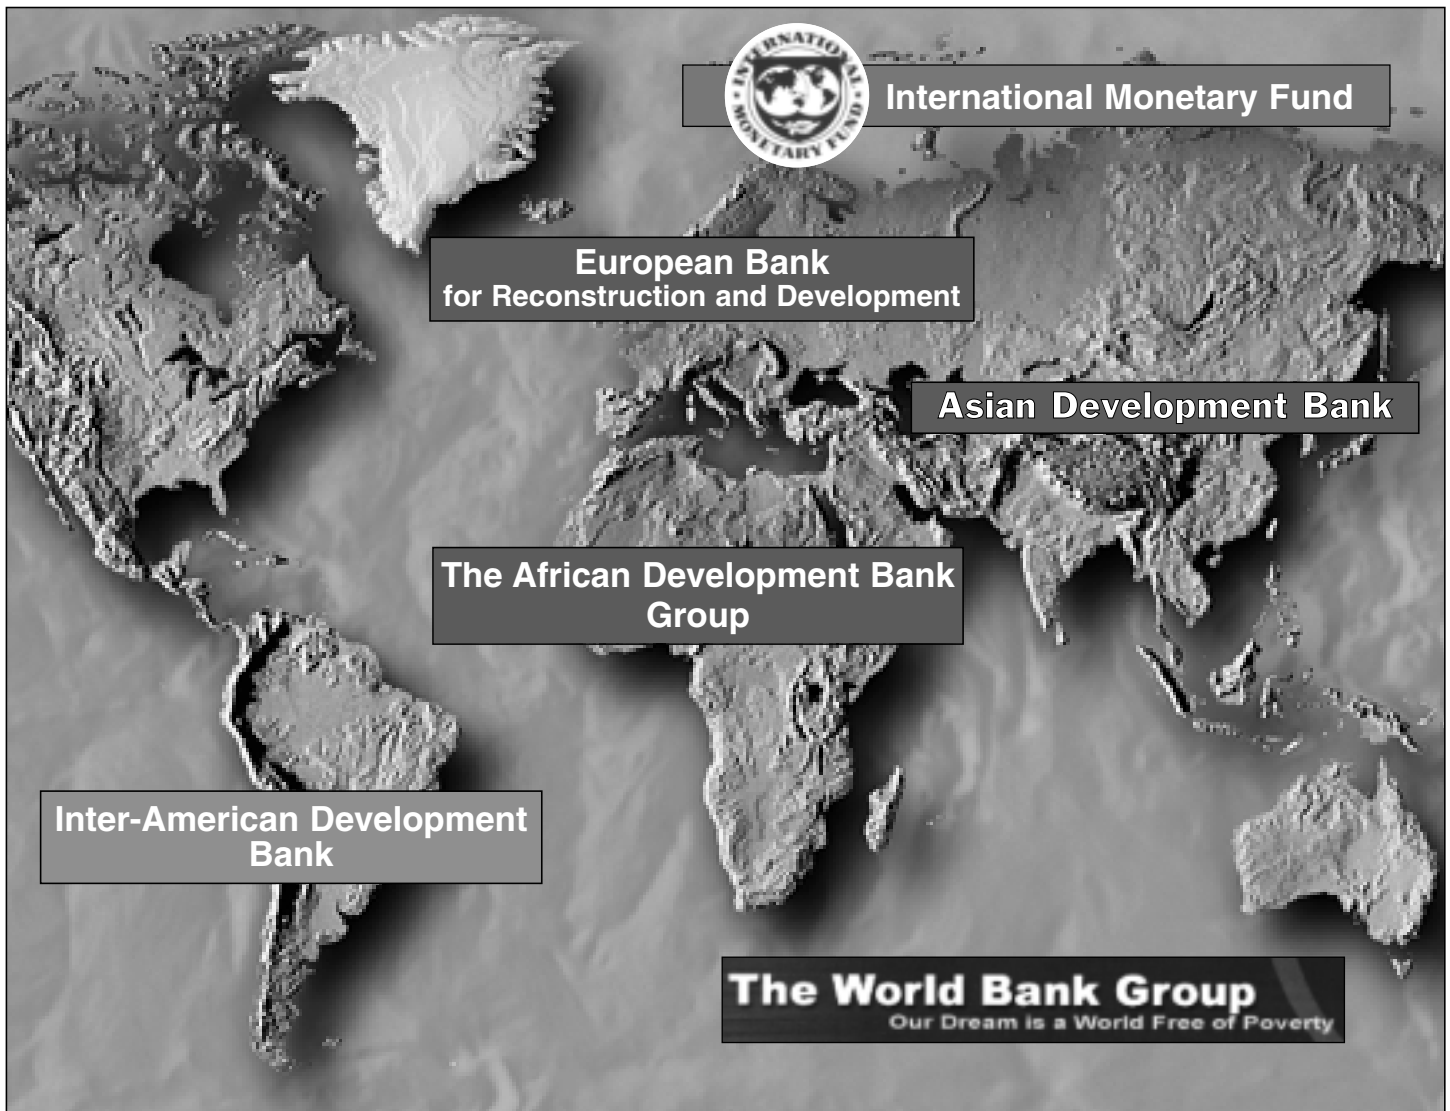 INTERNATIONAL MONETARY FUND
International Monetary Fund
European Bank
for Reconstruction and Development
Asian Development Bank
The African Development Bank
Group
Inter-American Development
Bank
The World Bank Group
Our Dream is a World Free of Poverty